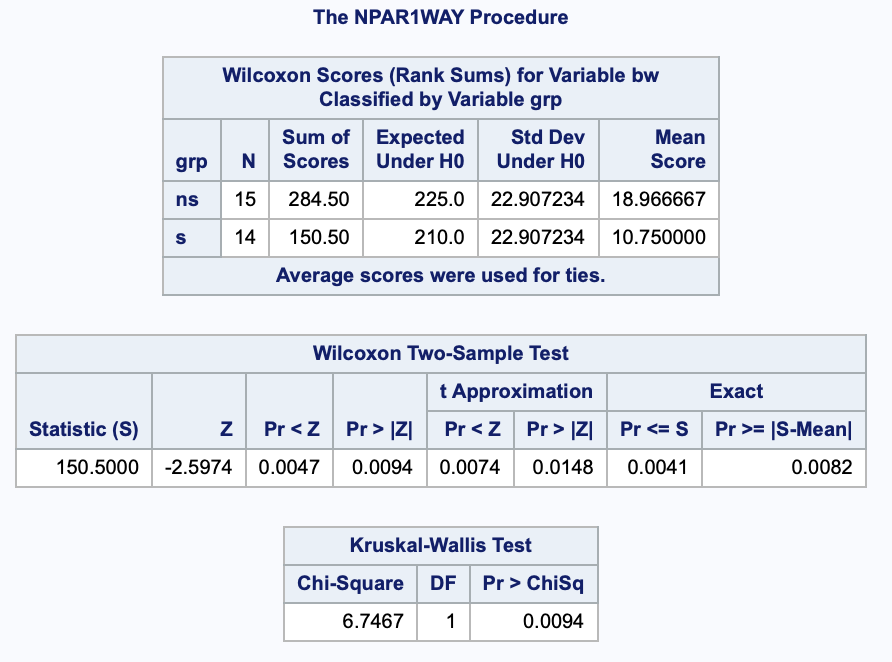 The NPAR1WAY Procedure
Wilcoxon Scores (Rank Sums) for Variable bw
Classified by Variable grp
grp N Sum of Scores Expected Under H0 Std Dev Under H0 Mean Score
ns 15 284.50 225.0 22.907234 18.966667
s 14 150.50 210.0 22.907234 10.750000
Average scores were used for ties.
Wilcoxon Two-Sample Test
t Approximation Exact
Statistic (S) Z Pr < Z Pr > |Z| Pr < Z Pr > |Z| Pr <= S Pr >= |S-Mean|
150.5000 -2.5974 0.0047 0.0094 0.0074 0.0148 0.0041 0.0082
Kruskal-Wallis Test
Chi-Square DF Pr > ChiSq
6.7467 1 0.0094